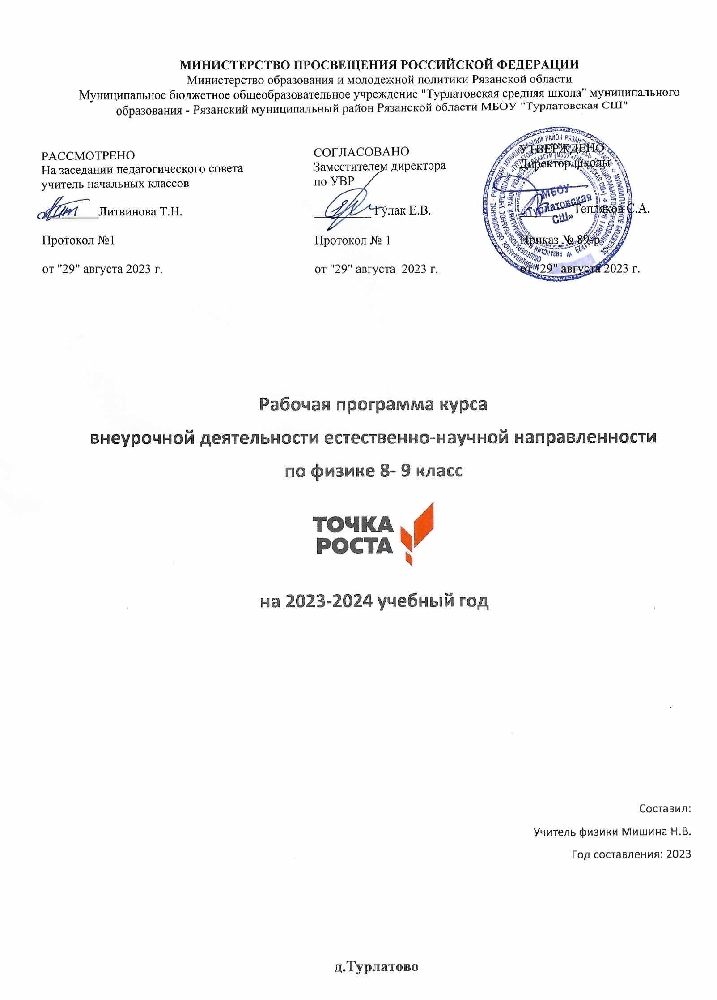 МИНИСТЕРСТВО ПРОСВЕЩЕНИЯ РОССИЙСКОЙ ФЕДЕРАЦИИ
Министерство образования и молодежной политики Рязанской области
Муниципальное бюджетное общеобразовательное учреждение "Турлатовская средняя школа" муниципального
образования - Рязанский муниципальный район Рязанской области МБОУ "Турлатовская СШ"
РАССМОТРЕНО
На заседании педагогического совета
учитель начальных классов
Литвинова Т.Н.
Протокол №1
от "29" августа 2023 г.
СОГЛАСОВАНО
Заместителем директора
по УВР
Гулак Е.В.
Протокол № 1
от "29" августа 2023 г.
УТВЕРЖДЕНО
Директор школы
Тепляков С.А.
Приказ № 89-р
от "29" августа 2023 г.
МБОУ
«Турлатовская
СШ»
Рабочая программа курса
внеурочной деятельности естественно-научной направленности
по физике 8- 9 класс
ТОЧКА
РОСТА
на 2023-2024 учебный год
Составил:
Учитель физики Мишина Н.В.
Год составления: 2023
д.Турлатово